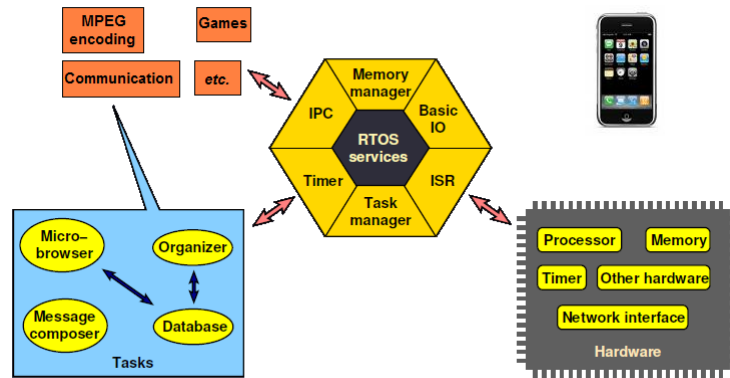 MPEG
encoding
Games
Communication
etc.
Memory
manager
IPC
Basic
IO
RTOS
services
Timer
ISR
Task
manager
Micro–
browser
Organizer
Message
composer
Database
Tasks
Processor
Memory
Timer
Other hardware
Network interface
Hardware